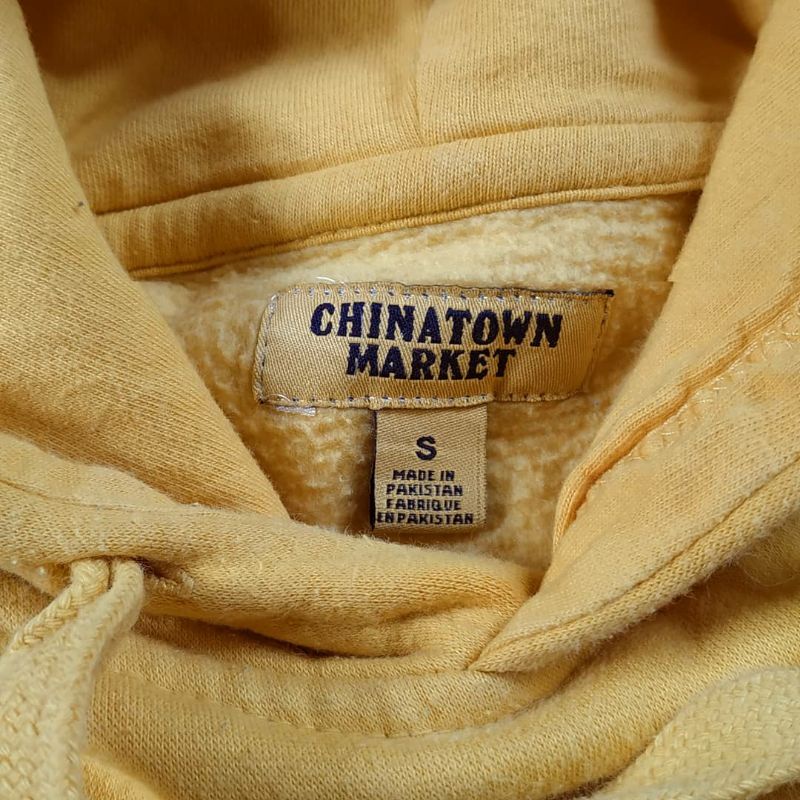 CHINATOWN
MARKET
S
MADE IN
PAKISTAN
FABRIQUE
EN PAKISTAN